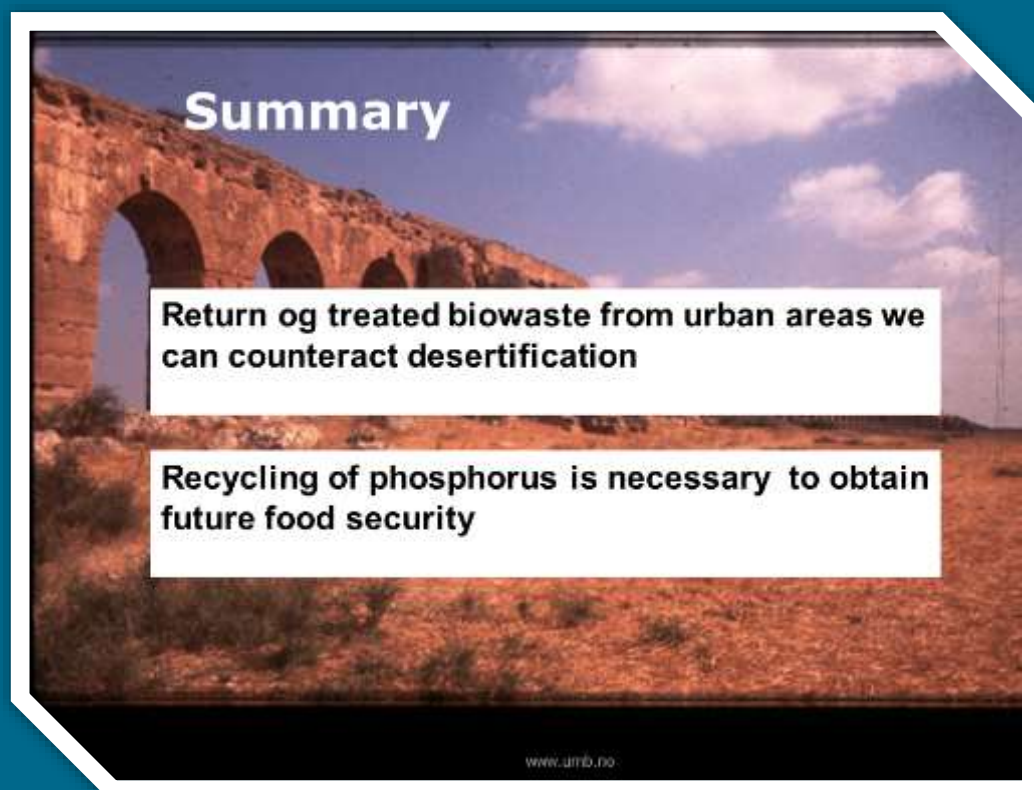 Summary
Return og treated biowaste from urban areas we
can counteract desertification
Recycling of phosphorus is necessary to obtain
future food security
www.umb.no